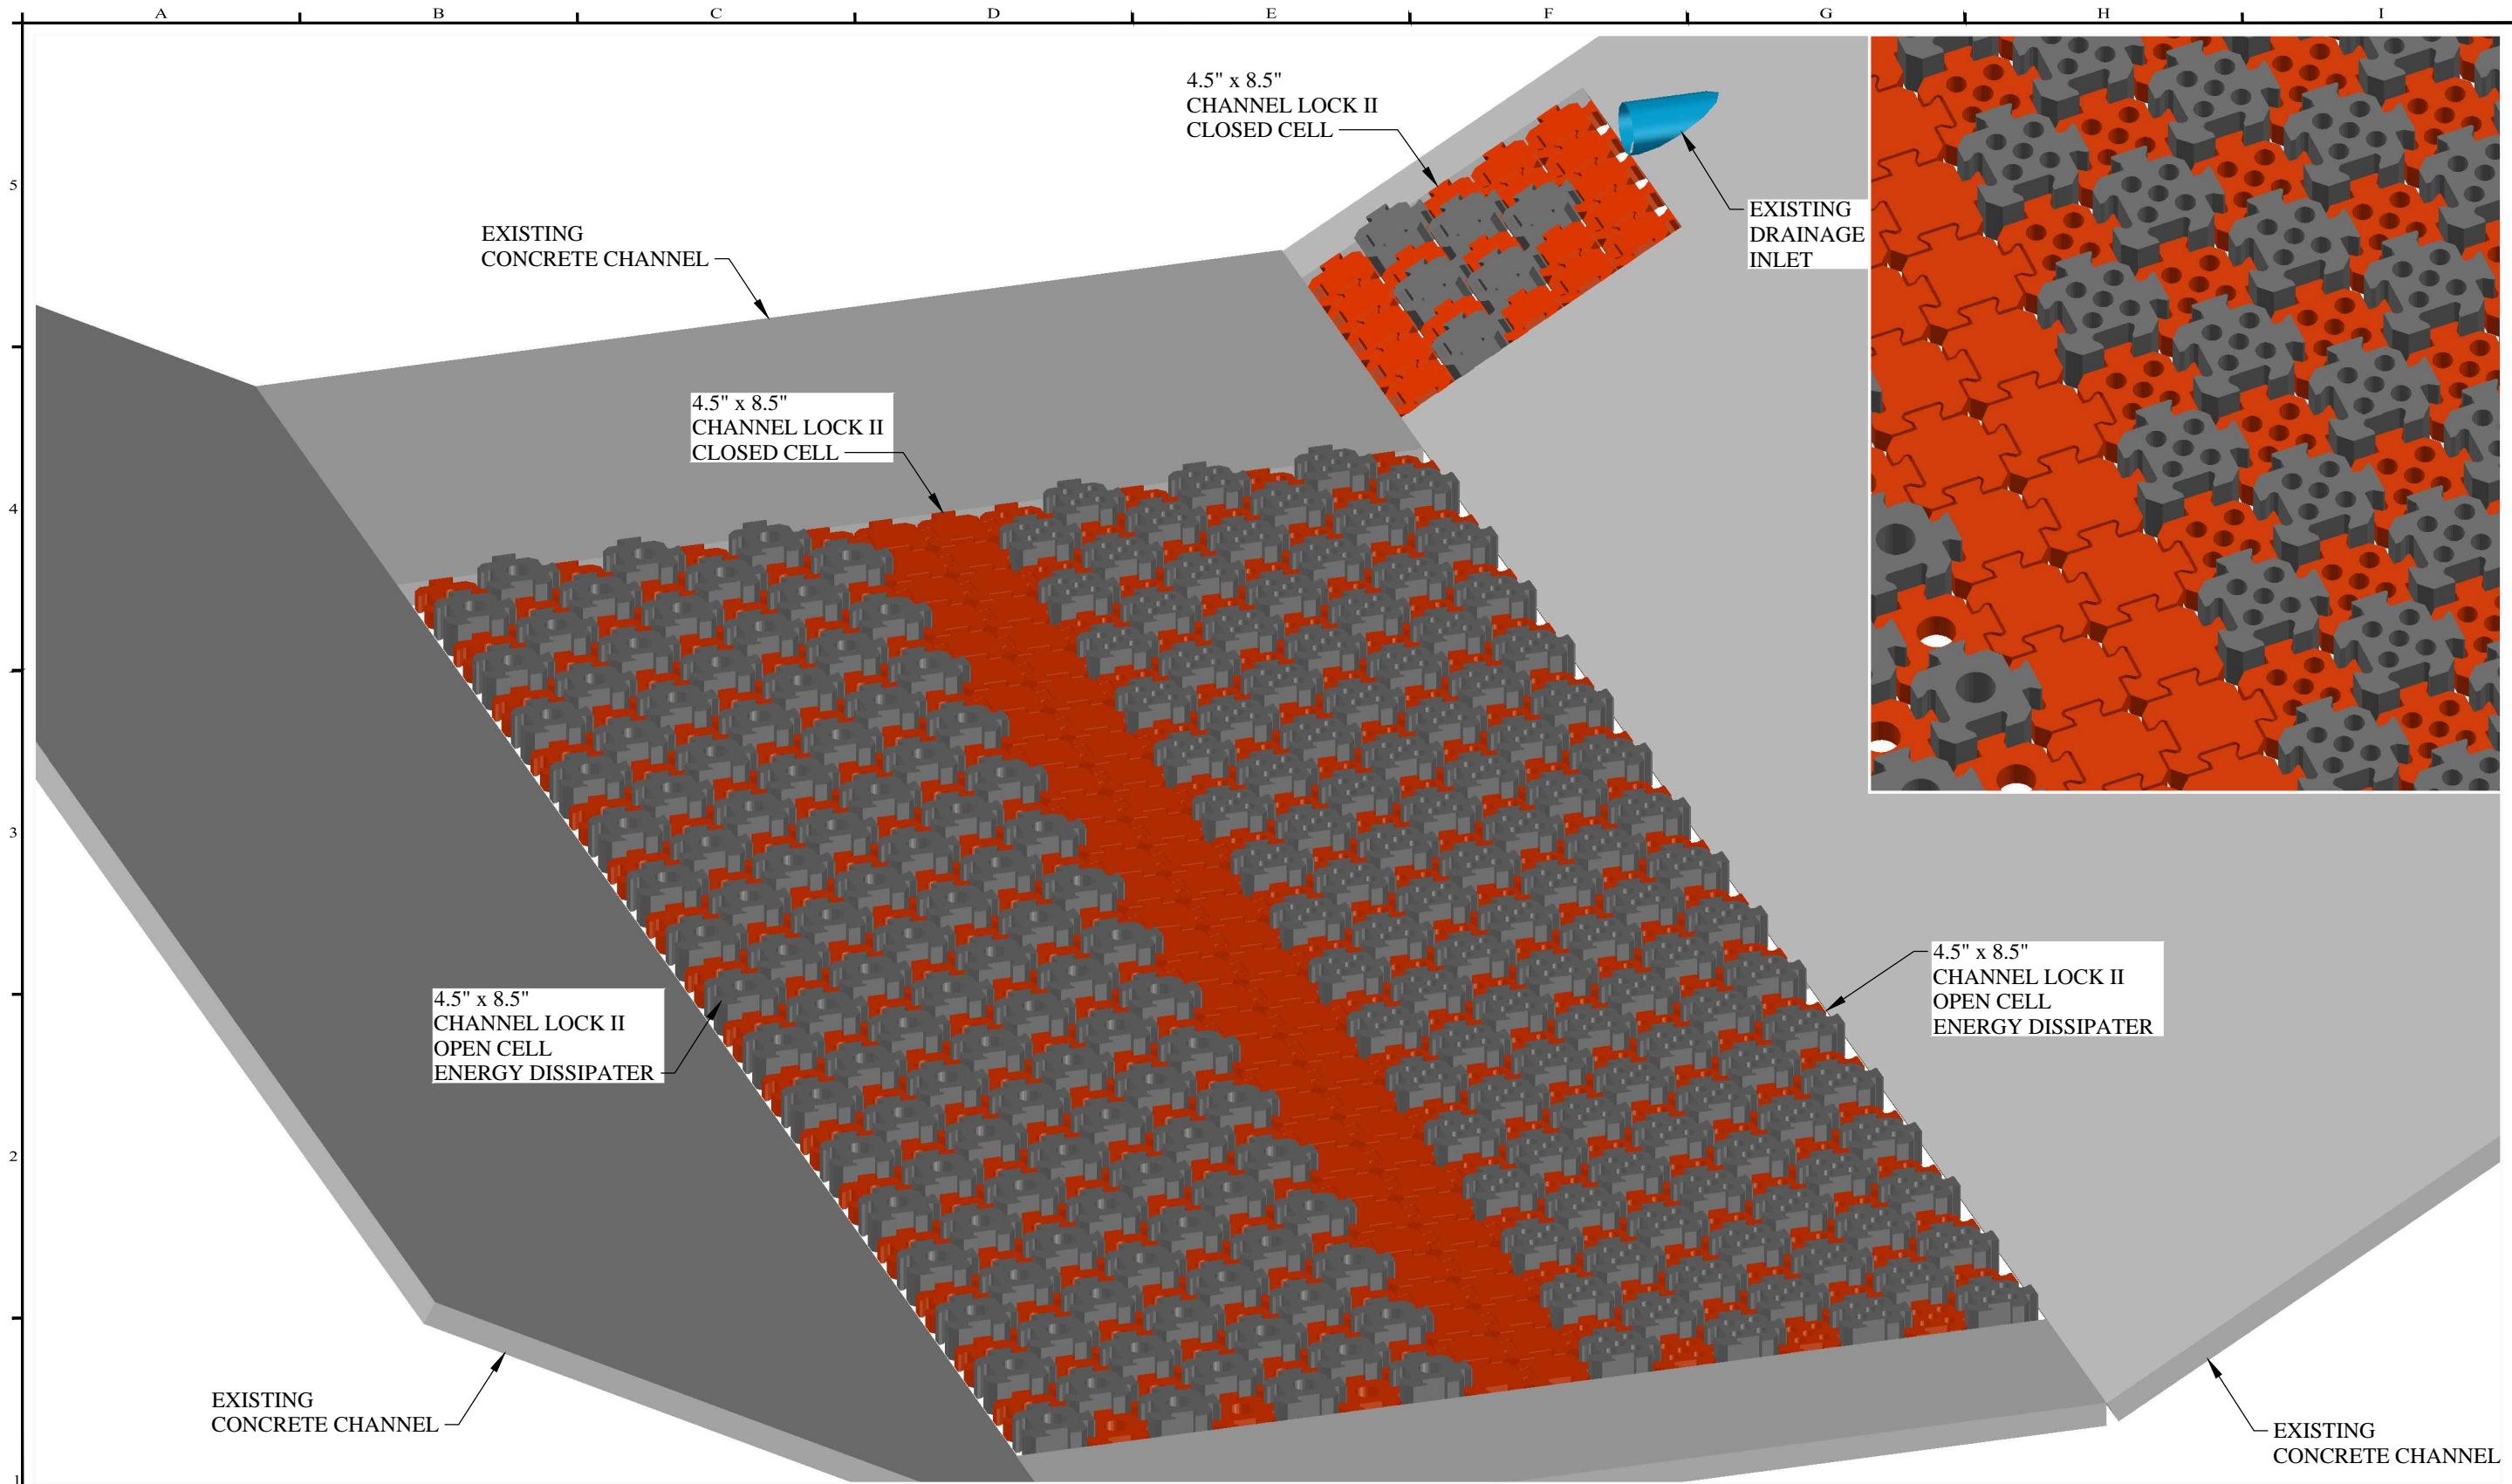 A B C D E F G H I
4.5" x 8.5"
CHANNEL LOCK II
CLOSED CELL
5
EXISTING
DRAINAGE
INLET
EXISTING
CONCRETE CHANNEL
4.5" x 8.5"
CHANNEL LOCK II
CLOSED CELL
4
3
4.5" x 8.5"
CHANNEL LOCK II
OPEN CELL
ENERGY DISSIPATER
4.5" x 8.5"
CHANNEL LOCK II
OPEN CELL
ENERGY DISSIPATER
2
EXISTING
CONCRETE CHANNEL
EXISTING
CONCRETE CHANNEL
1